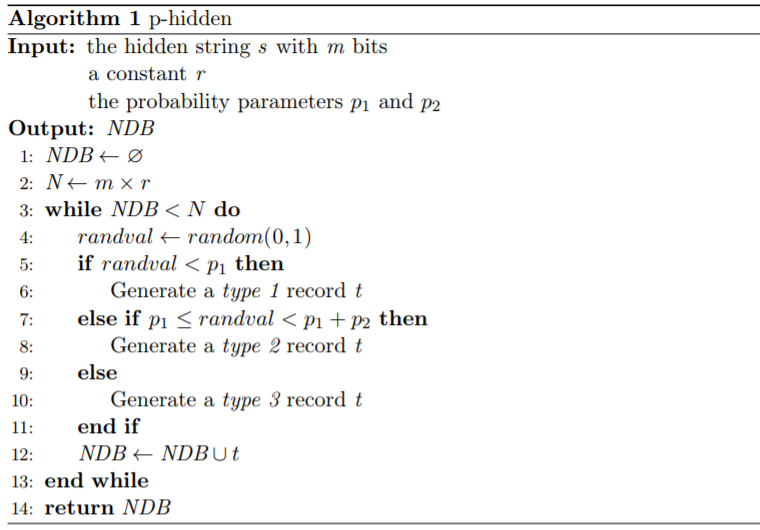 Algorithm 1 p-hidden
Input: the hidden string s with m bits
a constant r
the probability parameters p₁ and p₂
Output: NDB
1: NDB ← ∅
2: N ← m × r
3: while NDB < N do
4: randval ← random(0,1)
5: if randval < p₁ then
6: Generate a type 1 record t
7: else if p₁ ≤ randval < p₁ + p₂ then
8: Generate a type 2 record t
9: else
10: Generate a type 3 record t
11: end if
12: NDB ← NDB ∪ t
13: end while
14: return NDB